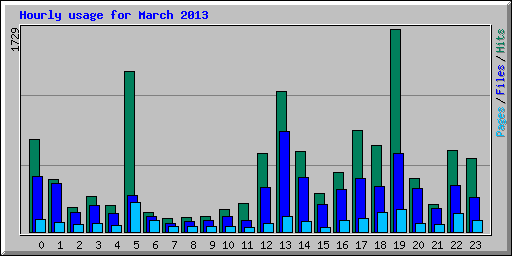 Hourly usage for March 2013
1729
Pages / Files / Hits
0 1 2 3 4 5 6 7 8 9 10 11 12 13 14 15 16 17 18 19 20 21 22 23